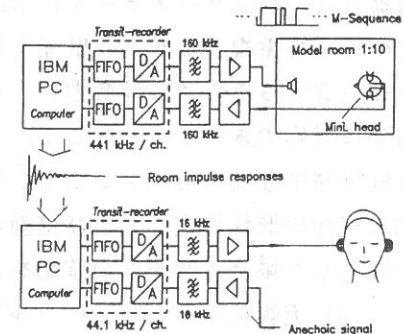 M-Sequence
Transit-recorder
160 kHz
Model room 1:10
IBM
PC
Computer
FIFO
D/A
FIFO
D/A
Mini. head
441 kHz / ch.
160 kHz
Room impulse responses
Transit-recorder
16 kHz
IBM
PC
Computer
FIFO
D/A
FIFO
D/A
44.1 kHz / ch.
16 kHz
Anechoic signal